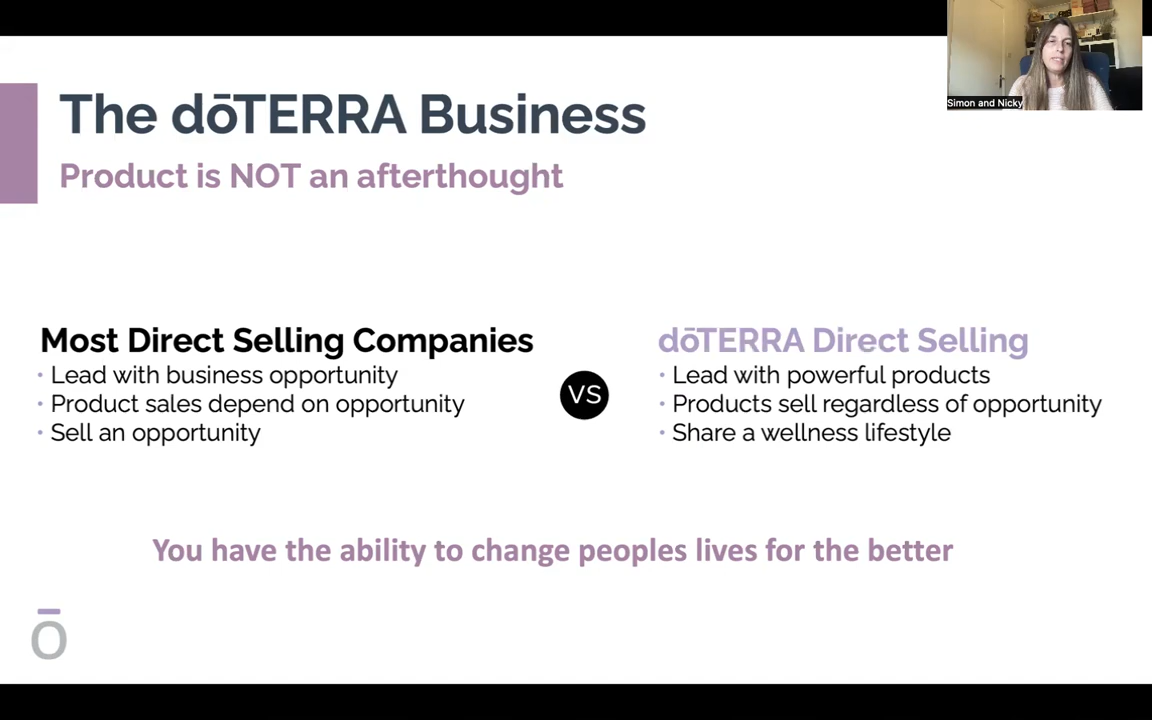 Simon and Nicky
The dōTERRA Business
Product is NOT an afterthought
Most Direct Selling Companies
• Lead with business opportunity
• Product sales depend on opportunity
• Sell an opportunity
VS
dōTERRA Direct Selling
• Lead with powerful products
• Products sell regardless of opportunity
• Share a wellness lifestyle
You have the ability to change peoples lives for the better
ō